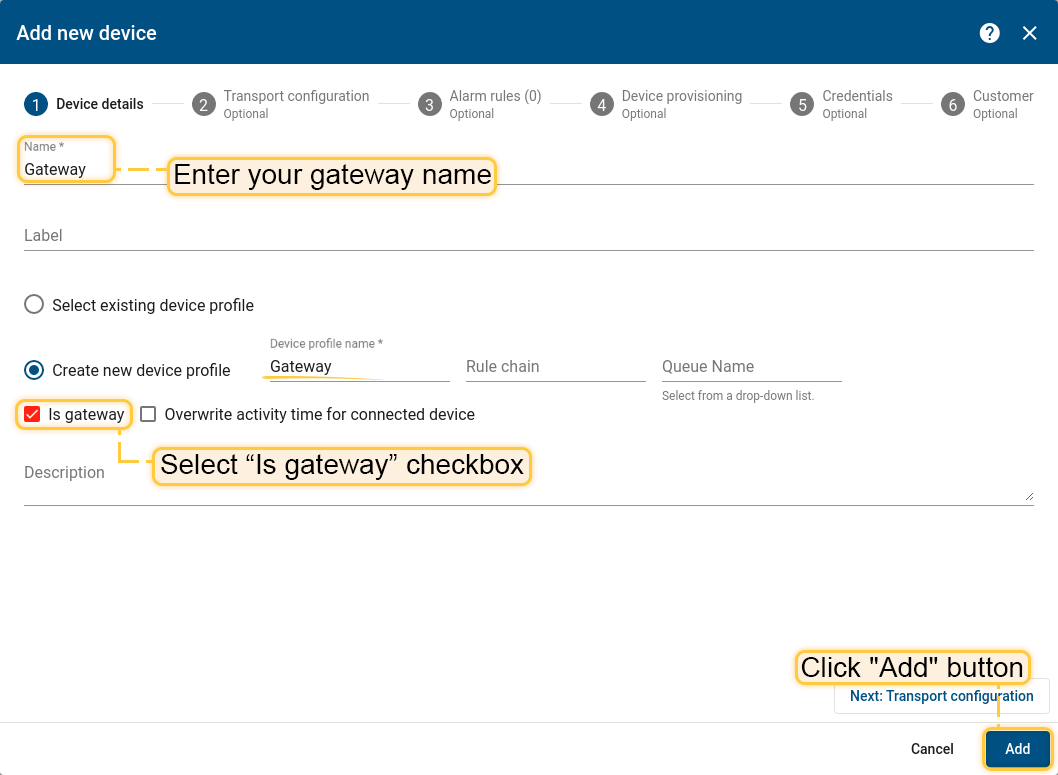 Add new device
?
1 Device details
2 Transport configuration
Optional
3 Alarm rules (0)
Optional
4 Device provisioning
Optional
5 Credentials
Optional
6 Customer
Optional
Name *
Gateway
Enter your gateway name
Label
Select existing device profile
Create new device profile
Device profile name *
Gateway
Rule chain
Queue Name
Select from a drop-down list.
Is gateway
Overwrite activity time for connected device
Select “Is gateway” checkbox
Description
Click "Add" button
Next: Transport configuration
Cancel
Add